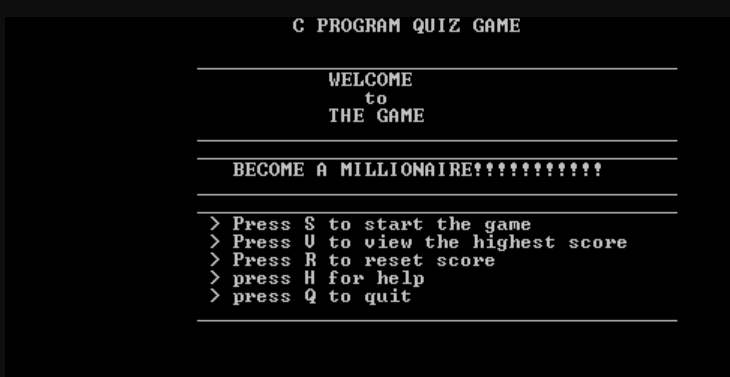 C PROGRAM QUIZ GAME
WELCOME
to
THE GAME
BECOME A MILLIONAIRE!!!!!!!!!!!
> Press S to start the game
> Press V to view the highest score
> Press R to reset score
> press H for help
> press Q to quit